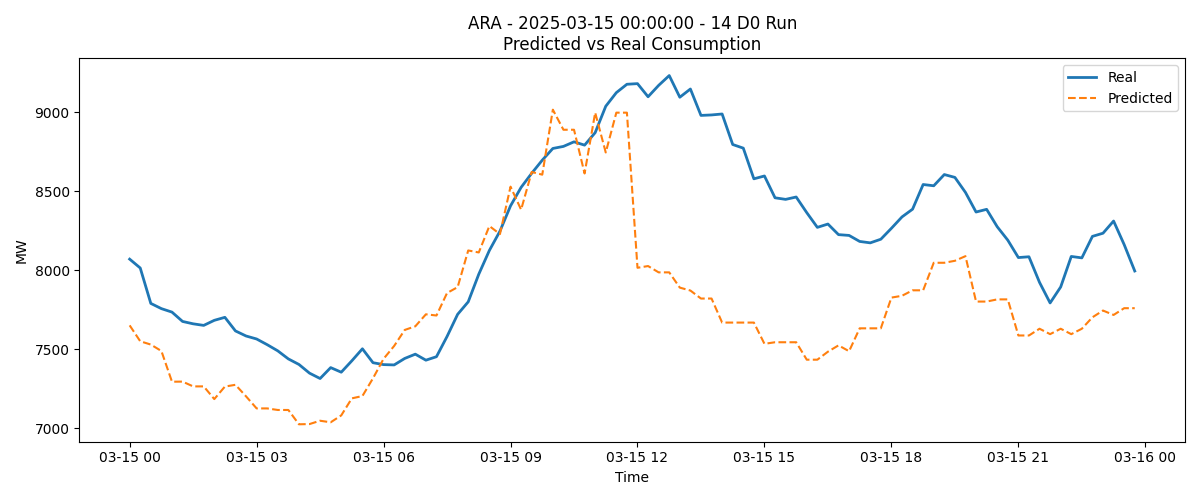 ARA - 2025-03-15 00:00:00 - 14 D0 Run
Predicted vs Real Consumption
Real
Predicted
MW
9000
8500
8000
7500
7000
03-15 00
03-15 03
03-15 06
03-15 09
03-15 12
03-15 15
03-15 18
03-15 21
03-16 00
Time